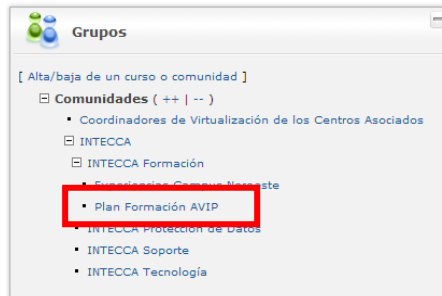 Grupos
[ Alta/baja de un curso o comunidad ]
Comunidades ( ++ | -- )
Coordinadores de Virtualización de los Centros Asociados
INTECCA
INTECCA Formación
Experiencias Campus Noroeste
Plan Formación AVIP
INTECCA Protección de Datos
INTECCA Soporte
INTECCA Tecnología